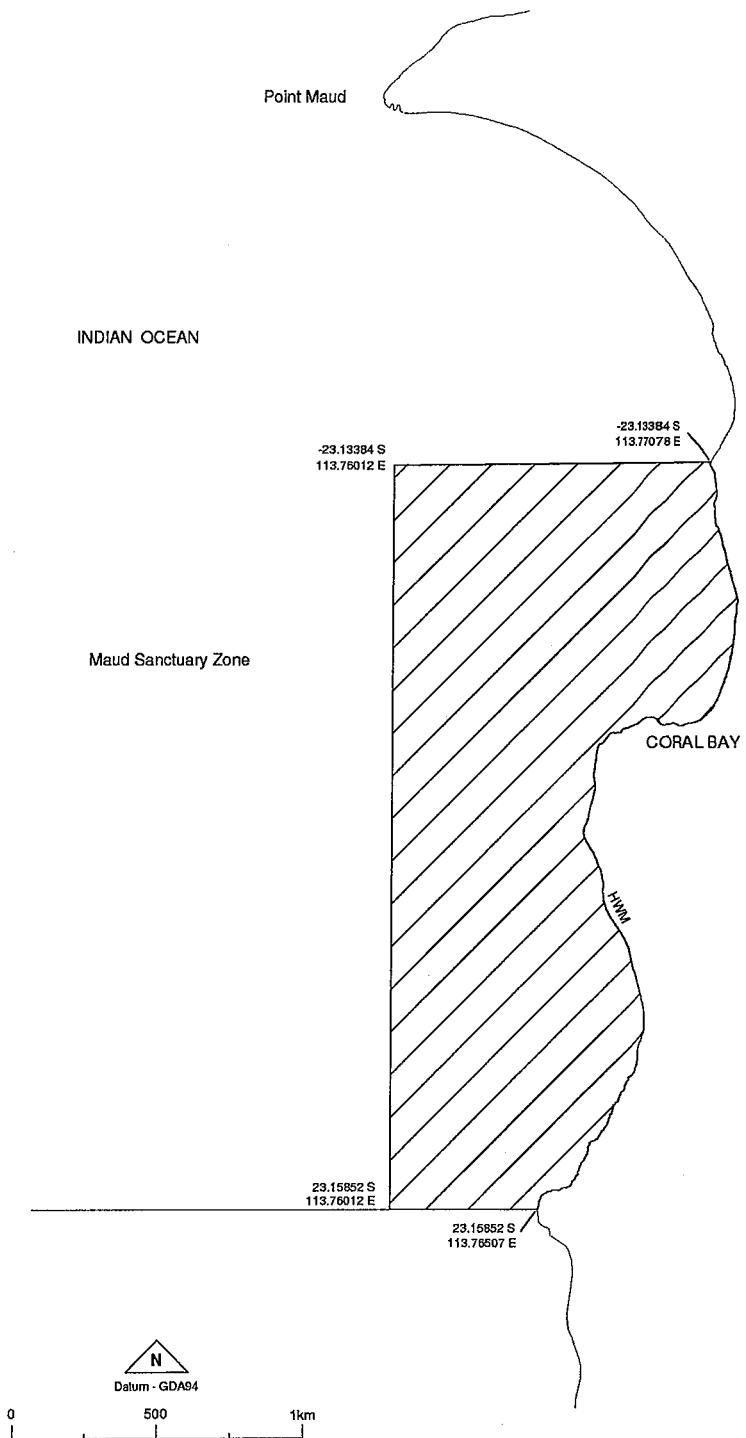 Point Maud
INDIAN OCEAN
-23.13384 S
113.77078 E
-23.13384 S
113.76012 E
Maud Sanctuary Zone
CORAL BAY
HWM
23.15852 S
113.76012 E
23.15852 S
113.76507 E
N
Datum - GDA94
0 500 1km